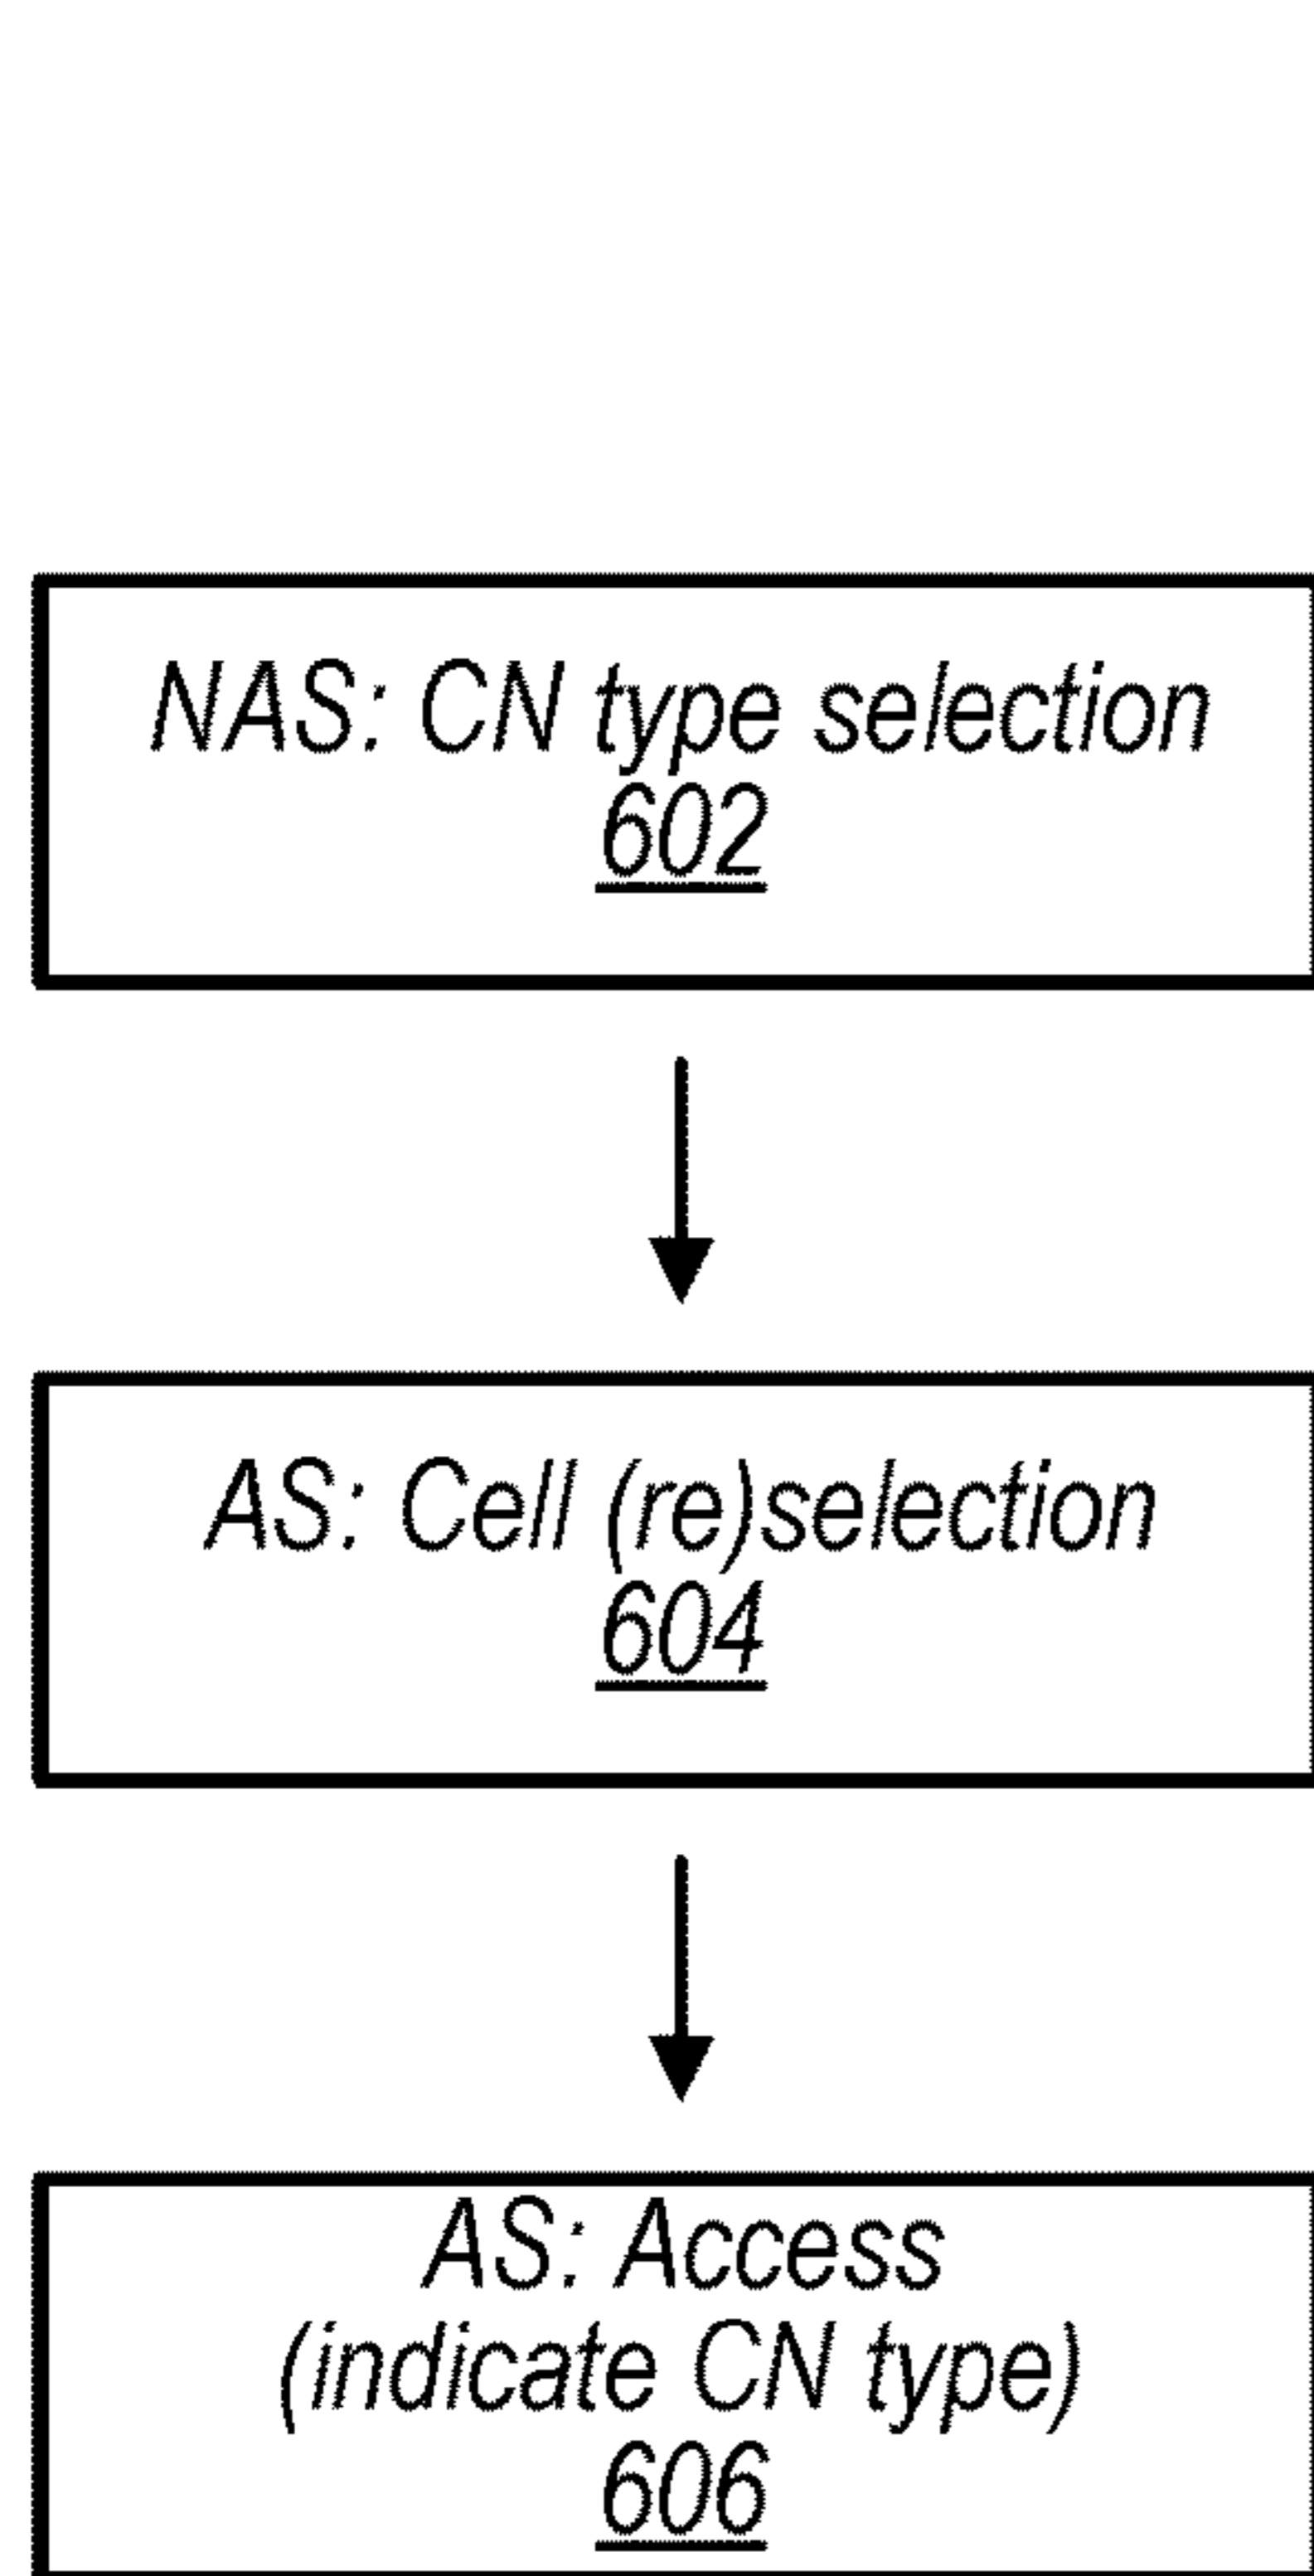 NAS: CN type selection
602
AS: Cell (re)selection
604
AS: Access
(indicate CN type)
606